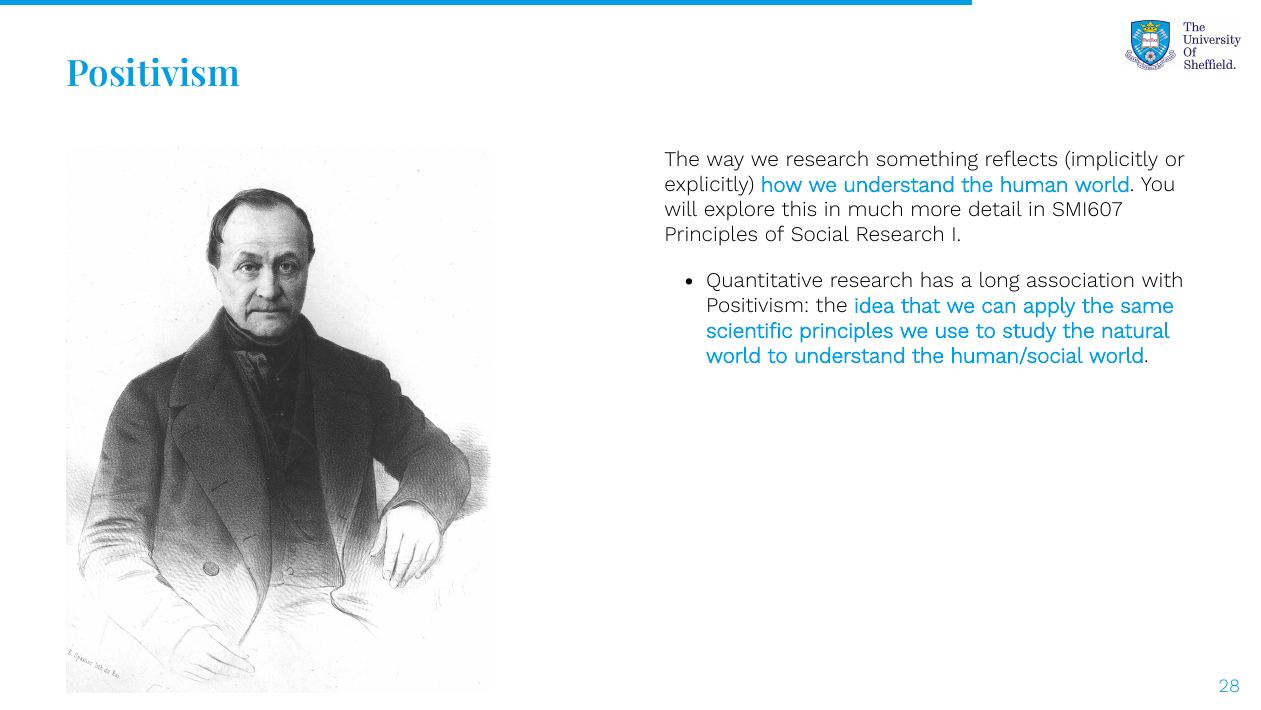 The
University
Of
Sheffield.
Positivism
The way we research something reflects (implicitly or
explicitly) how we understand the human world. You
will explore this in much more detail in SMI607
Principles of Social Research I.
• Quantitative research has a long association with
Positivism: the idea that we can apply the same
scientific principles we use to study the natural
world to understand the human/social world.
28